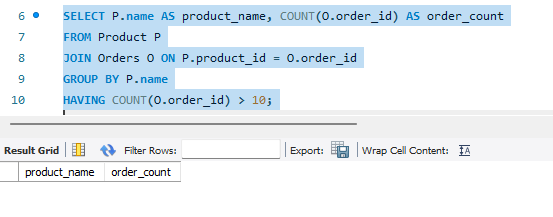 6 SELECT P.name AS product_name, COUNT(O.order_id) AS order_count
7 FROM Product P
8 JOIN Orders O ON P.product_id = O.order_id
9 GROUP BY P.name
10 HAVING COUNT(O.order_id) > 10;
Result Grid Filter Rows: Export: Wrap Cell Content: IA
product_name order_count